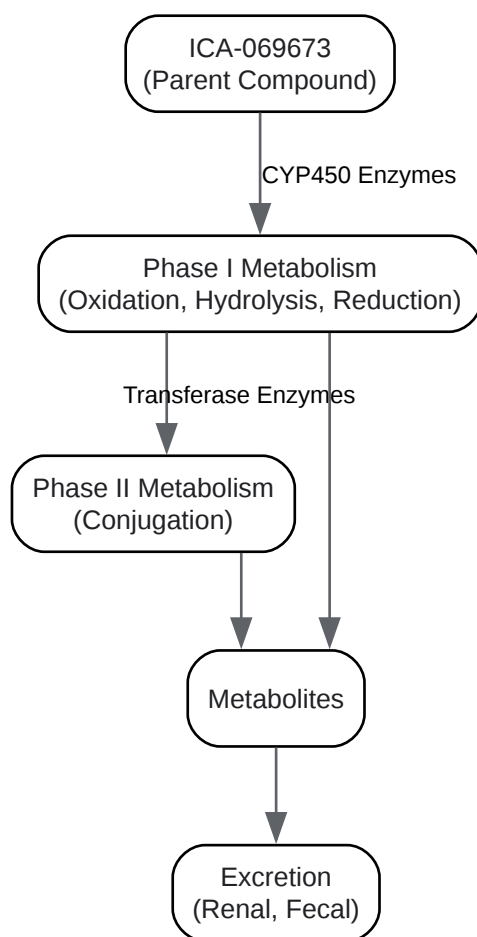 ICA-069673
(Parent Compound)
CYP450 Enzymes
Phase I Metabolism
(Oxidation, Hydrolysis, Reduction)
Transferase Enzymes
Phase II Metabolism
(Conjugation)
Metabolites
Excretion
(Renal, Fecal)